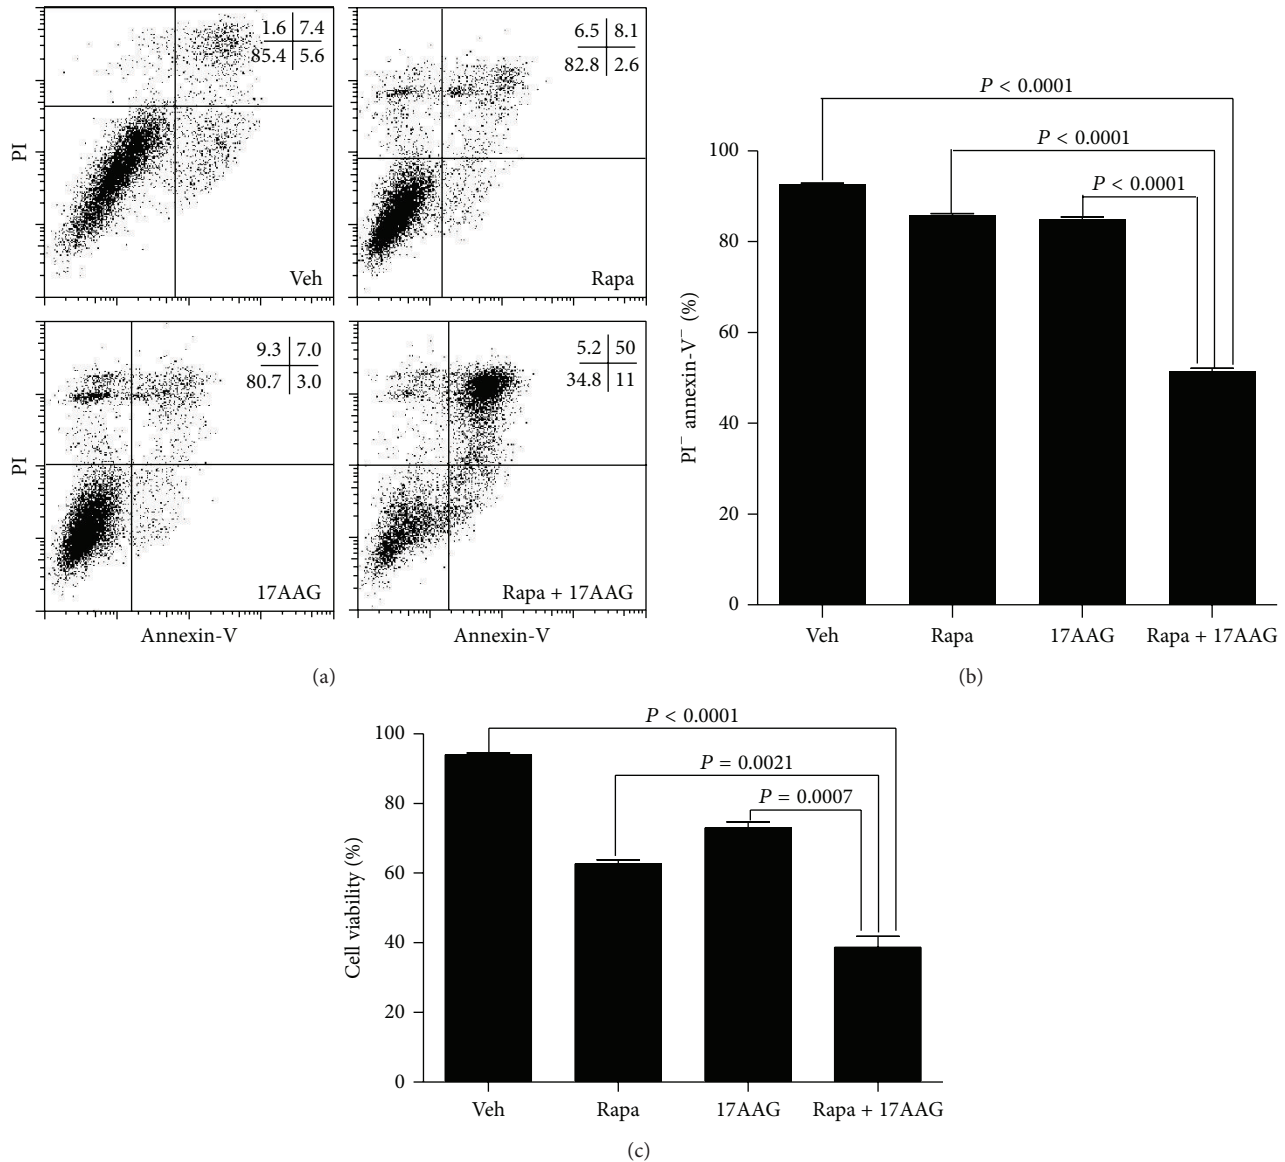 1.6 7.4
85.4 5.6
PI
Veh
6.5 8.1
82.8 2.6
Rapa
9.3 7.0
80.7 3.0
PI
17AAG
Annexin-V
5.2 50
34.8 11
Rapa + 17AAG
Annexin-V
(a)
P < 0.0001
P < 0.0001
P < 0.0001
100
80
60
40
20
0
PI⁻ annexin-V⁻ (%)
Veh Rapa 17AAG Rapa + 17AAG
(b)
P < 0.0001
P = 0.0021
P = 0.0007
100
80
60
40
20
0
Cell viability (%)
Veh Rapa 17AAG Rapa + 17AAG
(c)